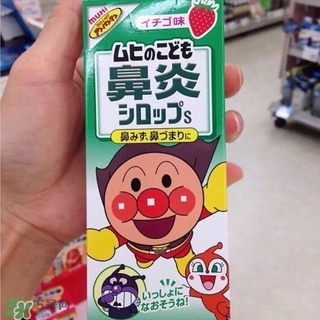 muhi
イチゴ味
ムヒのこども
鼻炎
シロップS
鼻みず、鼻づまりに
いっしょに
なおそうね!